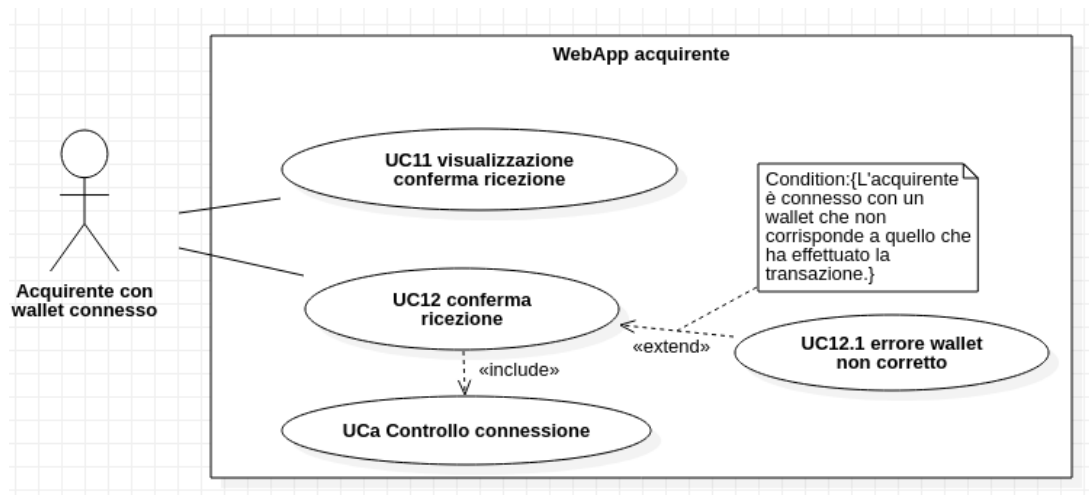 WebApp acquirente
UC11 visualizzazione
conferma ricezione
Condition:{L'acquirente
è connesso con un
wallet che non
corrisponde a quello che
ha effettuato la
transazione.}
Acquirente con
wallet connesso
UC12 conferma
ricezione
«extend»
UC12.1 errore wallet
non corretto
«include»
UCa Controllo connessione